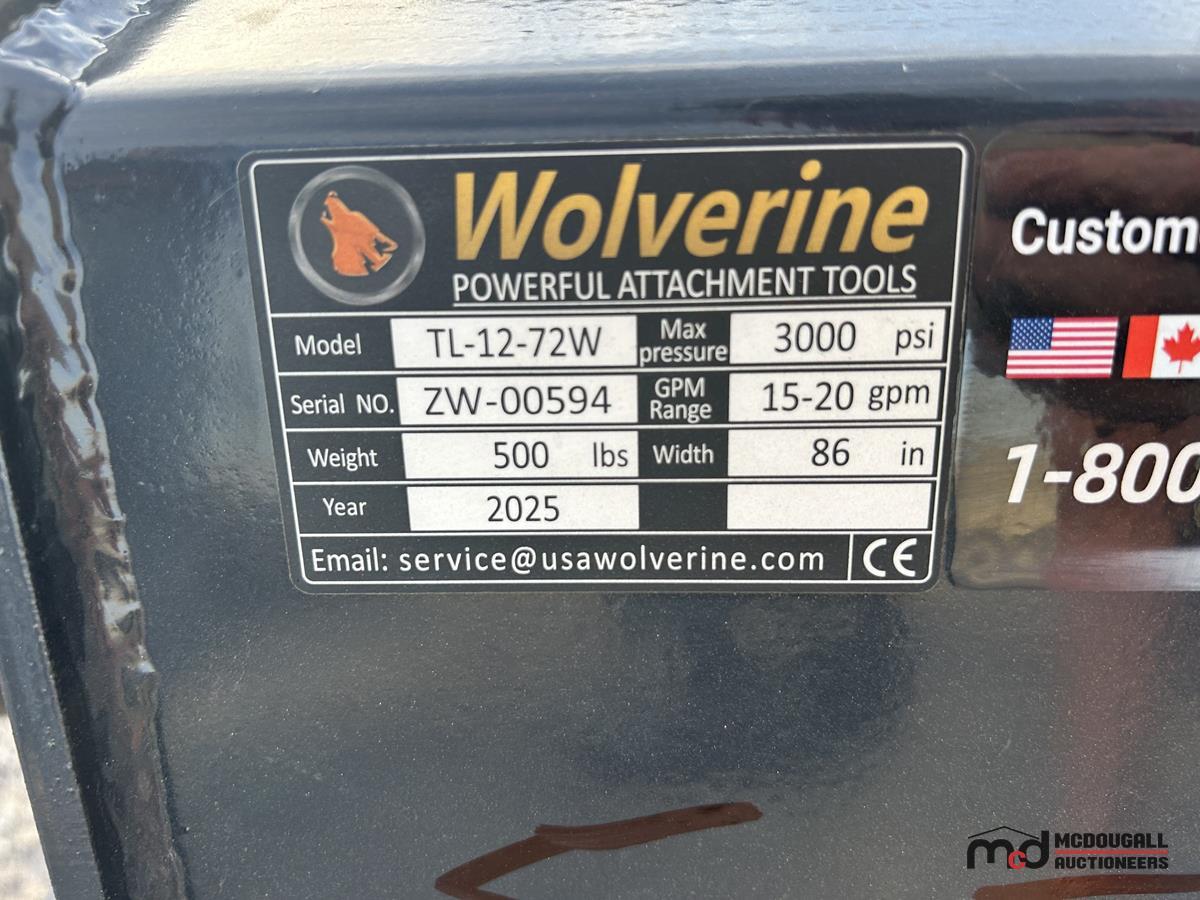 Wolverine
POWERFUL ATTACHMENT TOOLS
Model TL-12-72W Max pressure 3000 psi
Serial NO. ZW-00594 GPM Range 15-20 gpm
Weight 500 lbs Width 86 in
Year 2025
Email: service@usawolverine.com CE
Custom
1-800
mcd MCDOUGALL
AUCTIONEERS